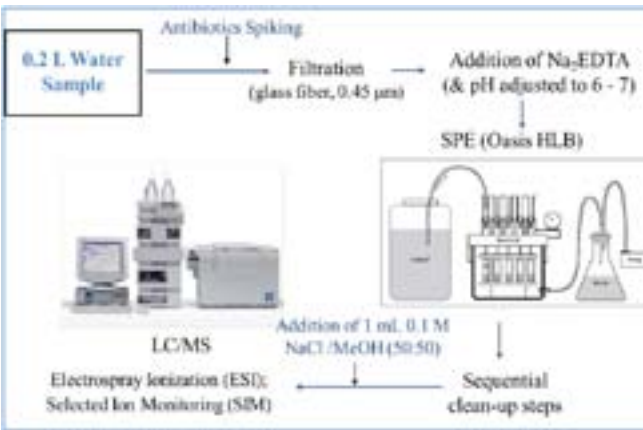 Antibiotics Spiking
0.2 L Water
Sample
Filtration
(glass fiber, 0.45 µm)
Addition of Na₂EDTA
(& pH adjusted to 6 - 7)
SPE (Oasis HLB)
LC/MS
Electrospray Ionization (ESI);
Selected Ion Monitoring (SIM)
Addition of 1 mL 0.1 M
NaCl /MeOH (50:50)
Sequential
clean-up steps